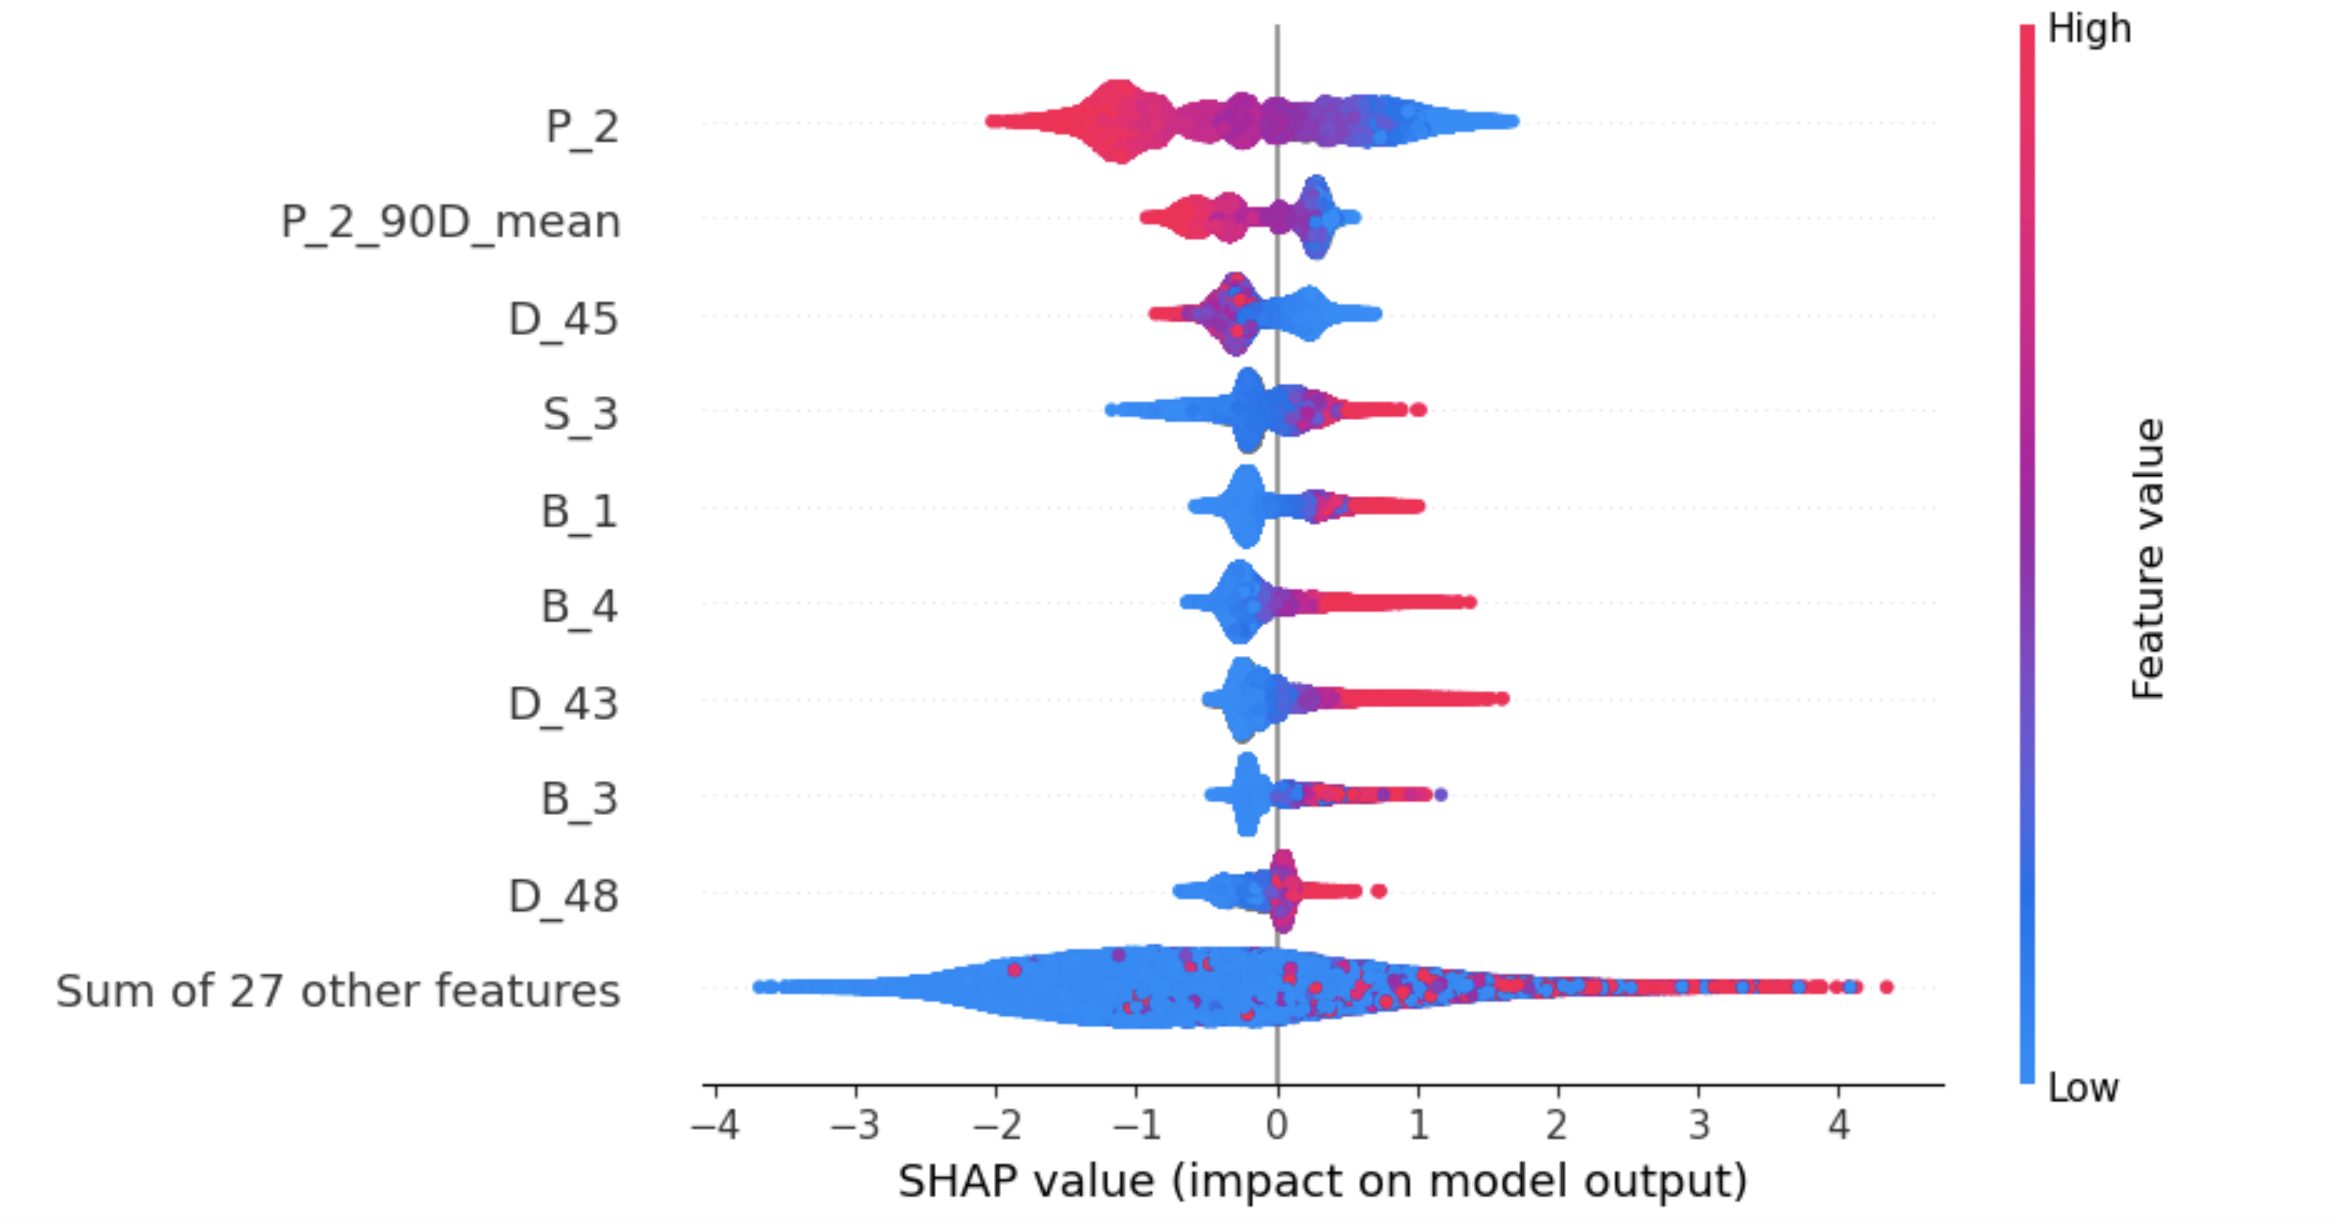 High
P_2
P_2_90D_mean
D_45
S_3
B_1
B_4
D_43
B_3
D_48
Sum of 27 other features
Feature value
Low
−4 −3 −2 −1 0 1 2 3 4
SHAP value (impact on model output)